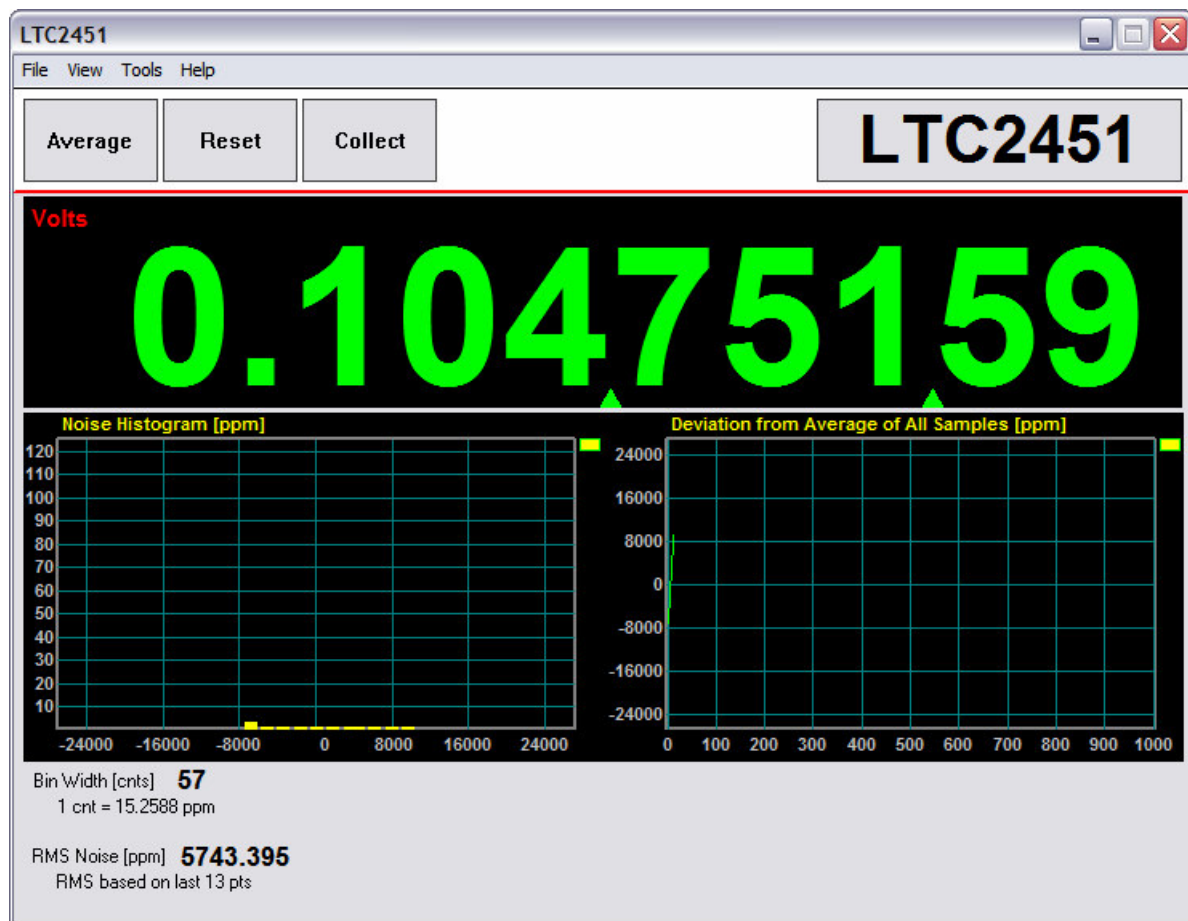 LTC2451
File View Tools Help
Average Reset Collect LTC2451
Volts
0.10475159
Noise Histogram [ppm]
120
110
100
90
80
70
60
50
40
30
20
10
-24000 -16000 -8000 0 8000 16000 24000
Deviation from Average of All Samples [ppm]
24000
16000
8000
0
-8000
-16000
-24000
0 100 200 300 400 500 600 700 800 900 1000
Bin Width [cnts] 57
1 cnt = 15.2588 ppm
RMS Noise [ppm] 5743.395
RMS based on last 13 pts